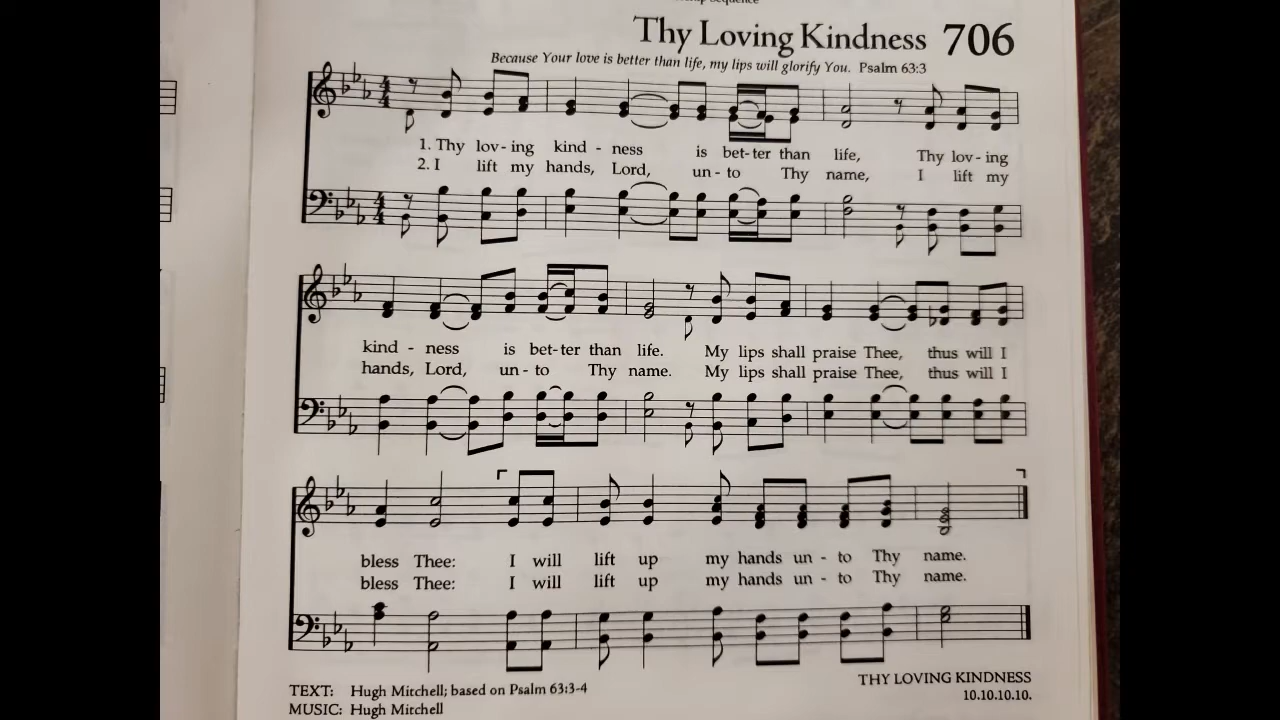 Thy Loving Kindness 706
Because Your love is better than life, my lips will glorify You. Psalm 63:3
1. Thy lov - ing kind - ness is bet - ter than life, Thy lov - ing
2. I lift my hands, Lord, un - to Thy name, I lift my
kind - ness is bet - ter than life. My lips shall praise Thee, thus will I
hands, Lord, un - to Thy name. My lips shall praise Thee, thus will I
bless Thee: I will lift up my hands un - to Thy name.
bless Thee: I will lift up my hands un - to Thy name.
TEXT: Hugh Mitchell; based on Psalm 63:3-4
MUSIC: Hugh Mitchell
THY LOVING KINDNESS
10.10.10.10.